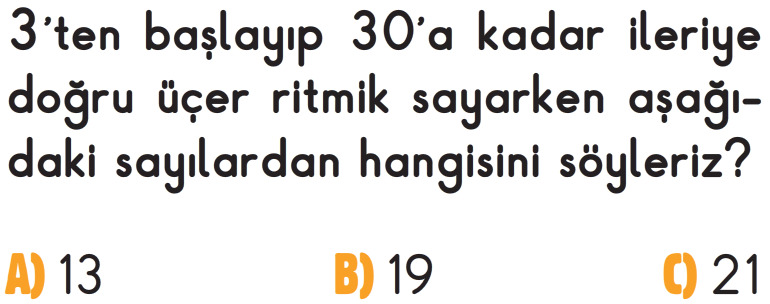 3'ten başlayıp 30'a kadar ileriye
doğru üçer ritmik sayarken aşağı-
daki sayılardan hangisini söyleriz?
A) 13 B) 19 C) 21